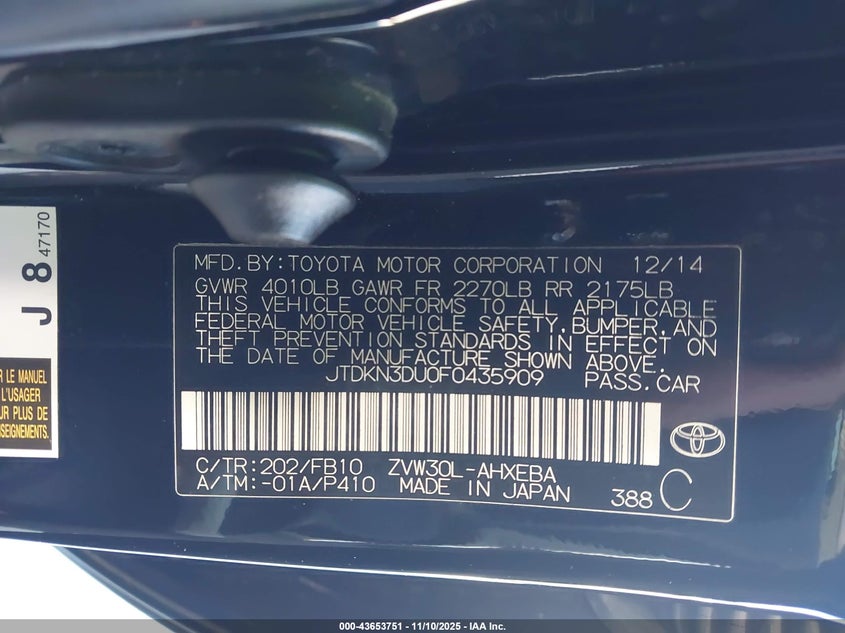 J 8 47170
R LE MANUEL
L'USAGER
UR PLUS DE
NSEIGNEMENTS.
MFD.BY:TOYOTA MOTOR CORPORATION 12/14
GVWR 4010LB GAWR FR 2270LB RR 2175LB
THIS VEHICLE CONFORMS TO ALL APPLICABLE
FEDERAL MOTOR VEHICLE SAFETY,BUMPER,AND
THEFT PREVENTION STANDARDS IN EFFECT ON
THE DATE OF MANUFACTURE SHOWN ABOVE.
JTDKN3DU0F0435909 PASS.CAR
C/TR:202/FB10 ZVW30L-AHXEBA
A/TM:-01A/P410 MADE IN JAPAN 388 C
000-43653751 - 11/10/2025 - IAA Inc.